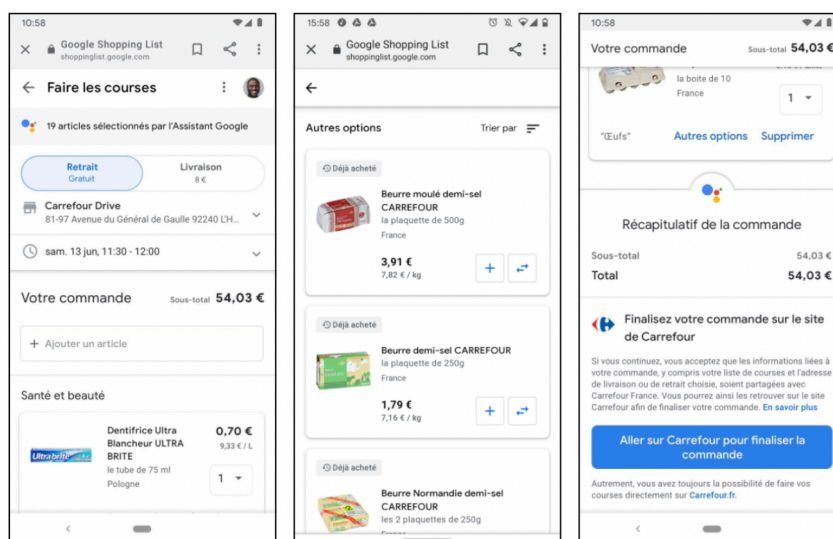 10:58
Google Shopping List
shoppinglist.google.com
Faire les courses
19 articles sélectionnés par l'Assistant Google
Retrait
Gratuit
Livraison
8 €
Carrefour Drive
81-97 Avenue du Général de Gaulle 92240 L'H...
sam. 13 jun, 11:30 - 12:00
Votre commande
Sous-total 54,03 €
+ Ajouter un article
Santé et beauté
Ultrabrite
Dentifrice Ultra
Blancheur ULTRA
BRITE
le tube de 75 ml
Pologne
0,70 €
9,33 € / L
1
15:58
Google Shopping List
shoppinglist.google.com
Autres options
Trier par
Déjà acheté
Beurre moulé demi-sel
CARREFOUR
la plaquette de 500g
France
3,91 €
7,82 € / kg
Déjà acheté
Beurre demi-sel CARREFOUR
la plaquette de 250g
France
1,79 €
7,16 € / kg
Déjà acheté
Beurre Normandie demi-sel
CARREFOUR
les 2 plaquettes de 250g
10:58
Votre commande
Sous-total 54,03 €
la boite de 10
France
1
"Œufs"
Autres options
Supprimer
Récapitulatif de la commande
Sous-total
54,03 €
Total
54,03 €
Finalisez votre commande sur le site
de Carrefour
Si vous continuez, vous acceptez que les informations liées à
votre commande, y compris votre liste de courses et l'adresse
de livraison ou de retrait choisie, soient partagées avec
Carrefour France. Vous pourrez ainsi les retrouver sur le site
Carrefour afin de finaliser votre commande. En savoir plus
Aller sur Carrefour pour finaliser la
commande
Autrement, vous avez toujours la possibilité de faire vos
courses directement sur Carrefour.fr.